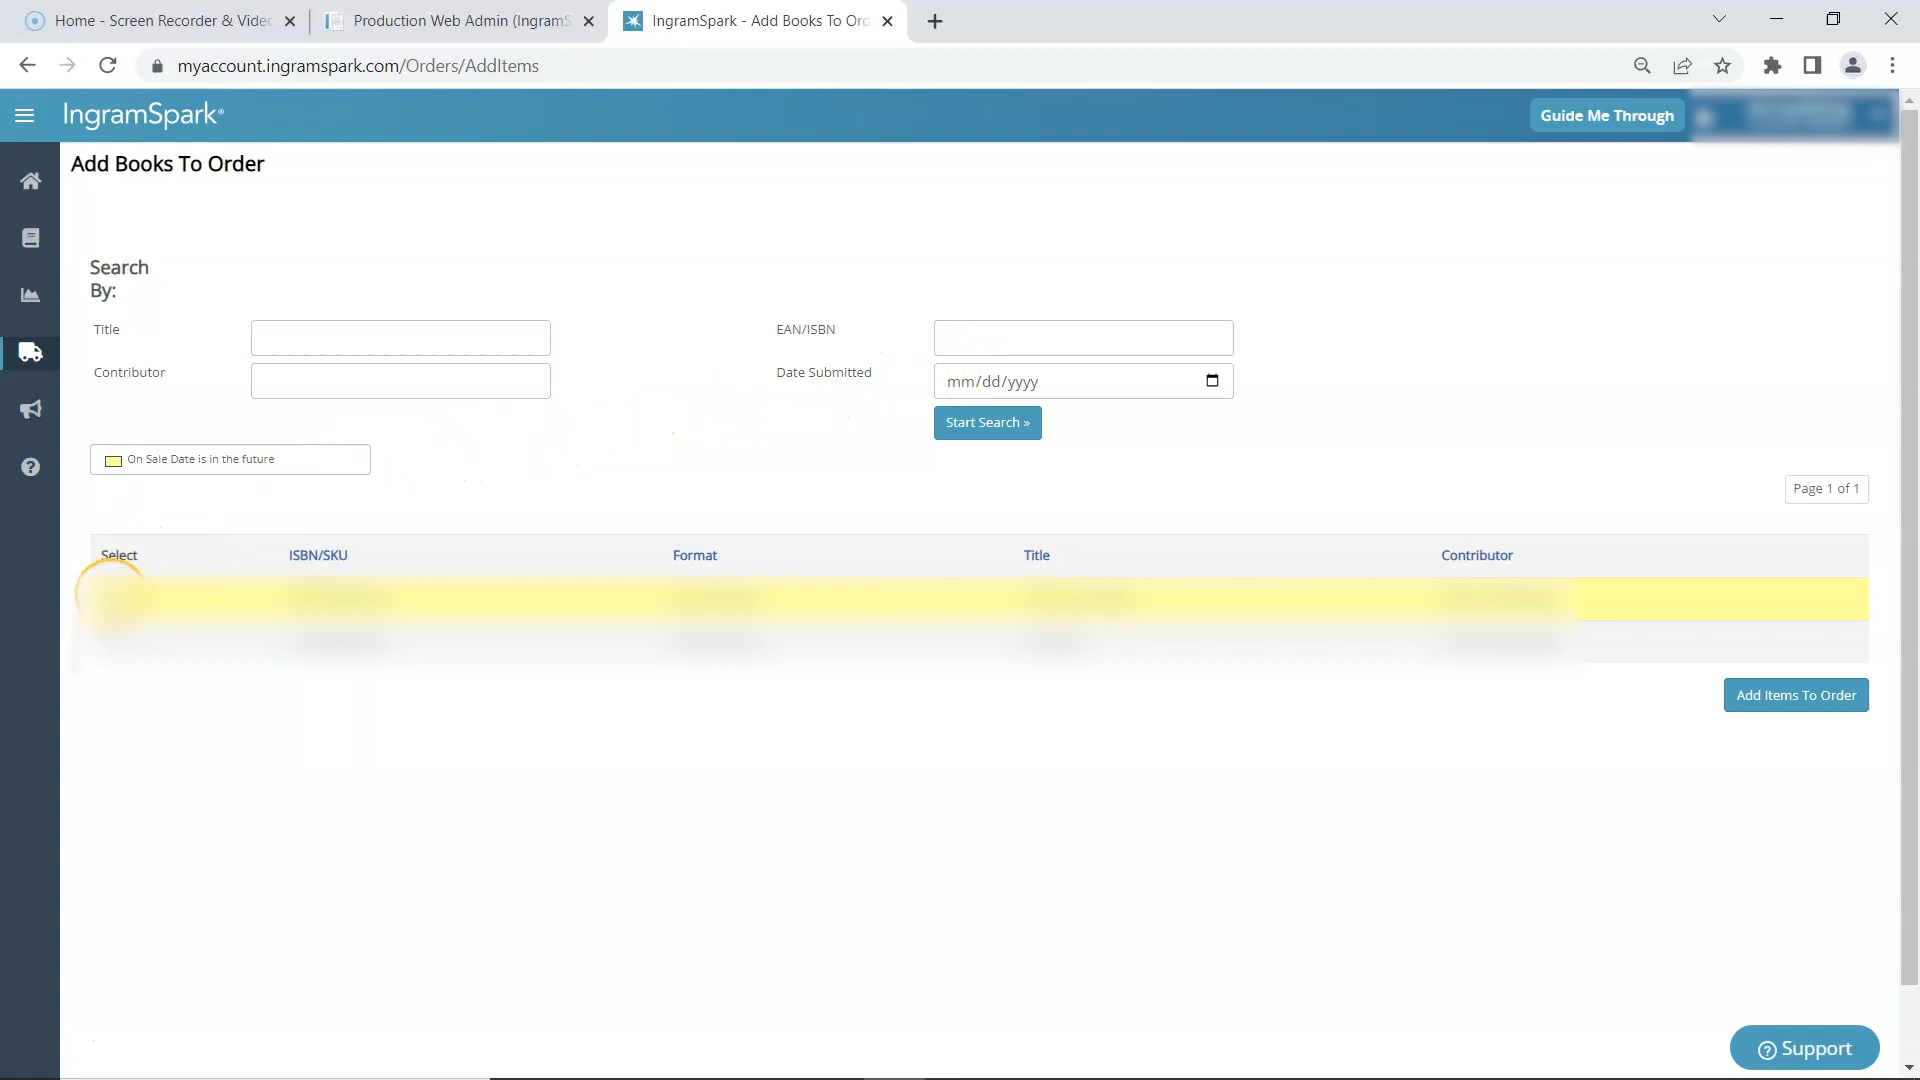 Home - Screen Recorder & Vide
Production Web Admin (IngramS
IngramSpark - Add Books To Ord
myaccount.ingramspark.com/Orders/AddItems
IngramSpark®
Guide Me Through
Add Books To Order
Search
By:
Title
EAN/ISBN
Contributor
Date Submitted
mm/dd/yyyy
Start Search »
On Sale Date is in the future
Page 1 of 1
Select ISBN/SKU Format Title Contributor
Add Items To Order
? Support